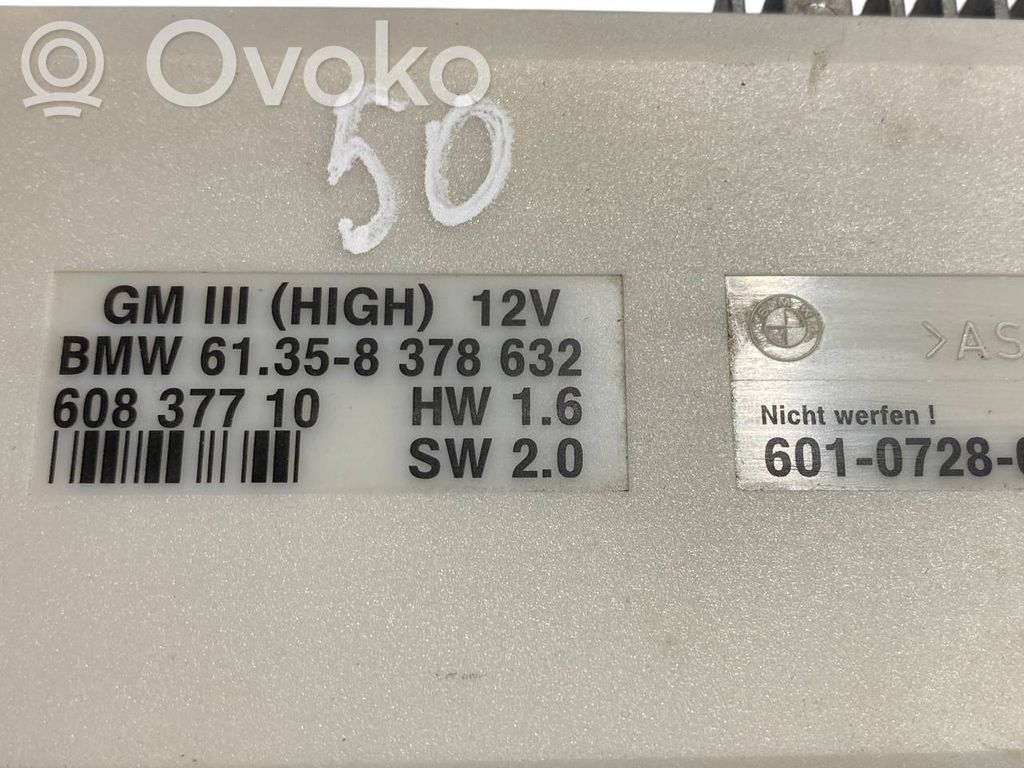 Ovoko
50
GM III (HIGH) 12V
BMW 61.35-8 378 632
608 377 10 HW 1.6
SW 2.0
>AS
Nicht werfen !
601-0728-